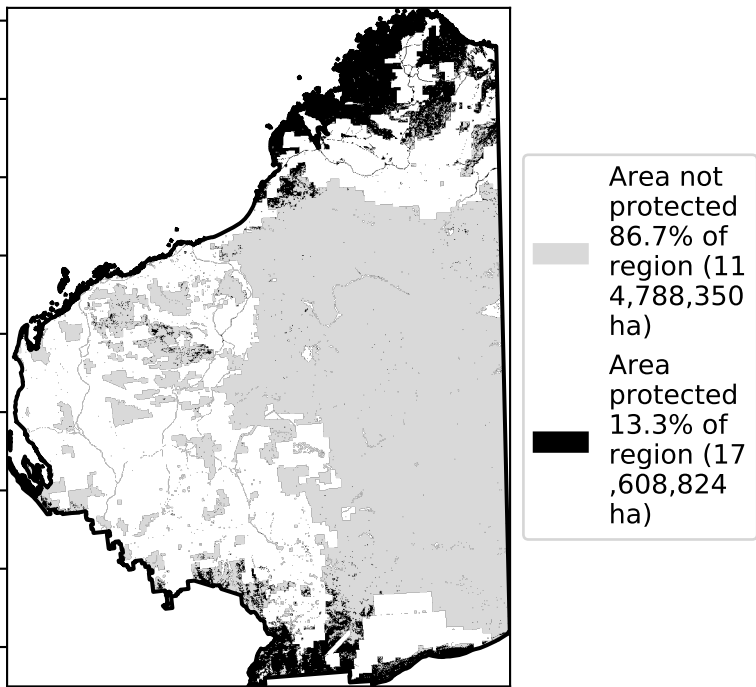 Area not
protected
86.7% of
region (11
4,788,350
ha)
Area
protected
13.3% of
region (17
,608,824
ha)